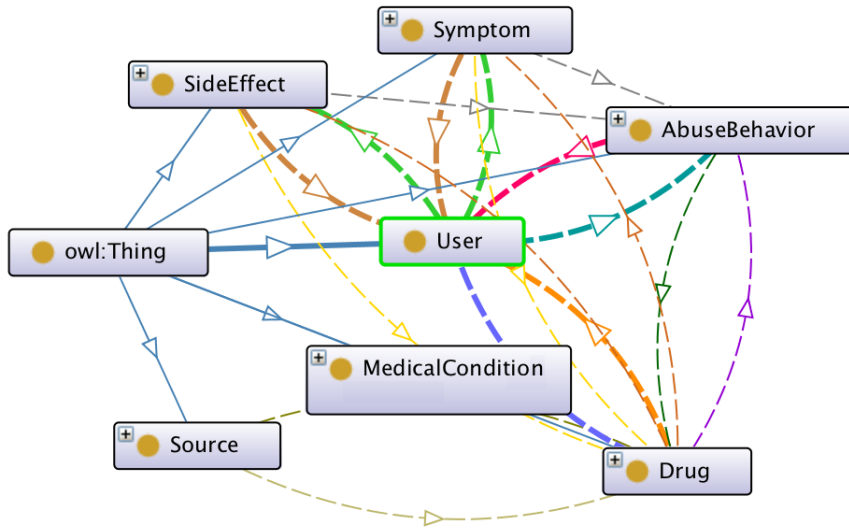 Symptom
SideEffect
AbuseBehavior
User
owl:Thing
MedicalCondition
Source
Drug